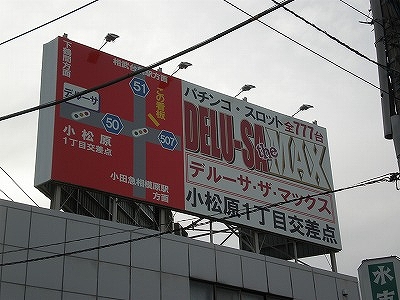 下鶴間方面
相武台団地方面
51
この看板
デルーサ
50
507
小松原
1丁目交差点
小田急相模原駅
方面
パチンコ・スロット全777台
DELU-SA the MAX
デルーサ・ザ・マックス
小松原1丁目交差点